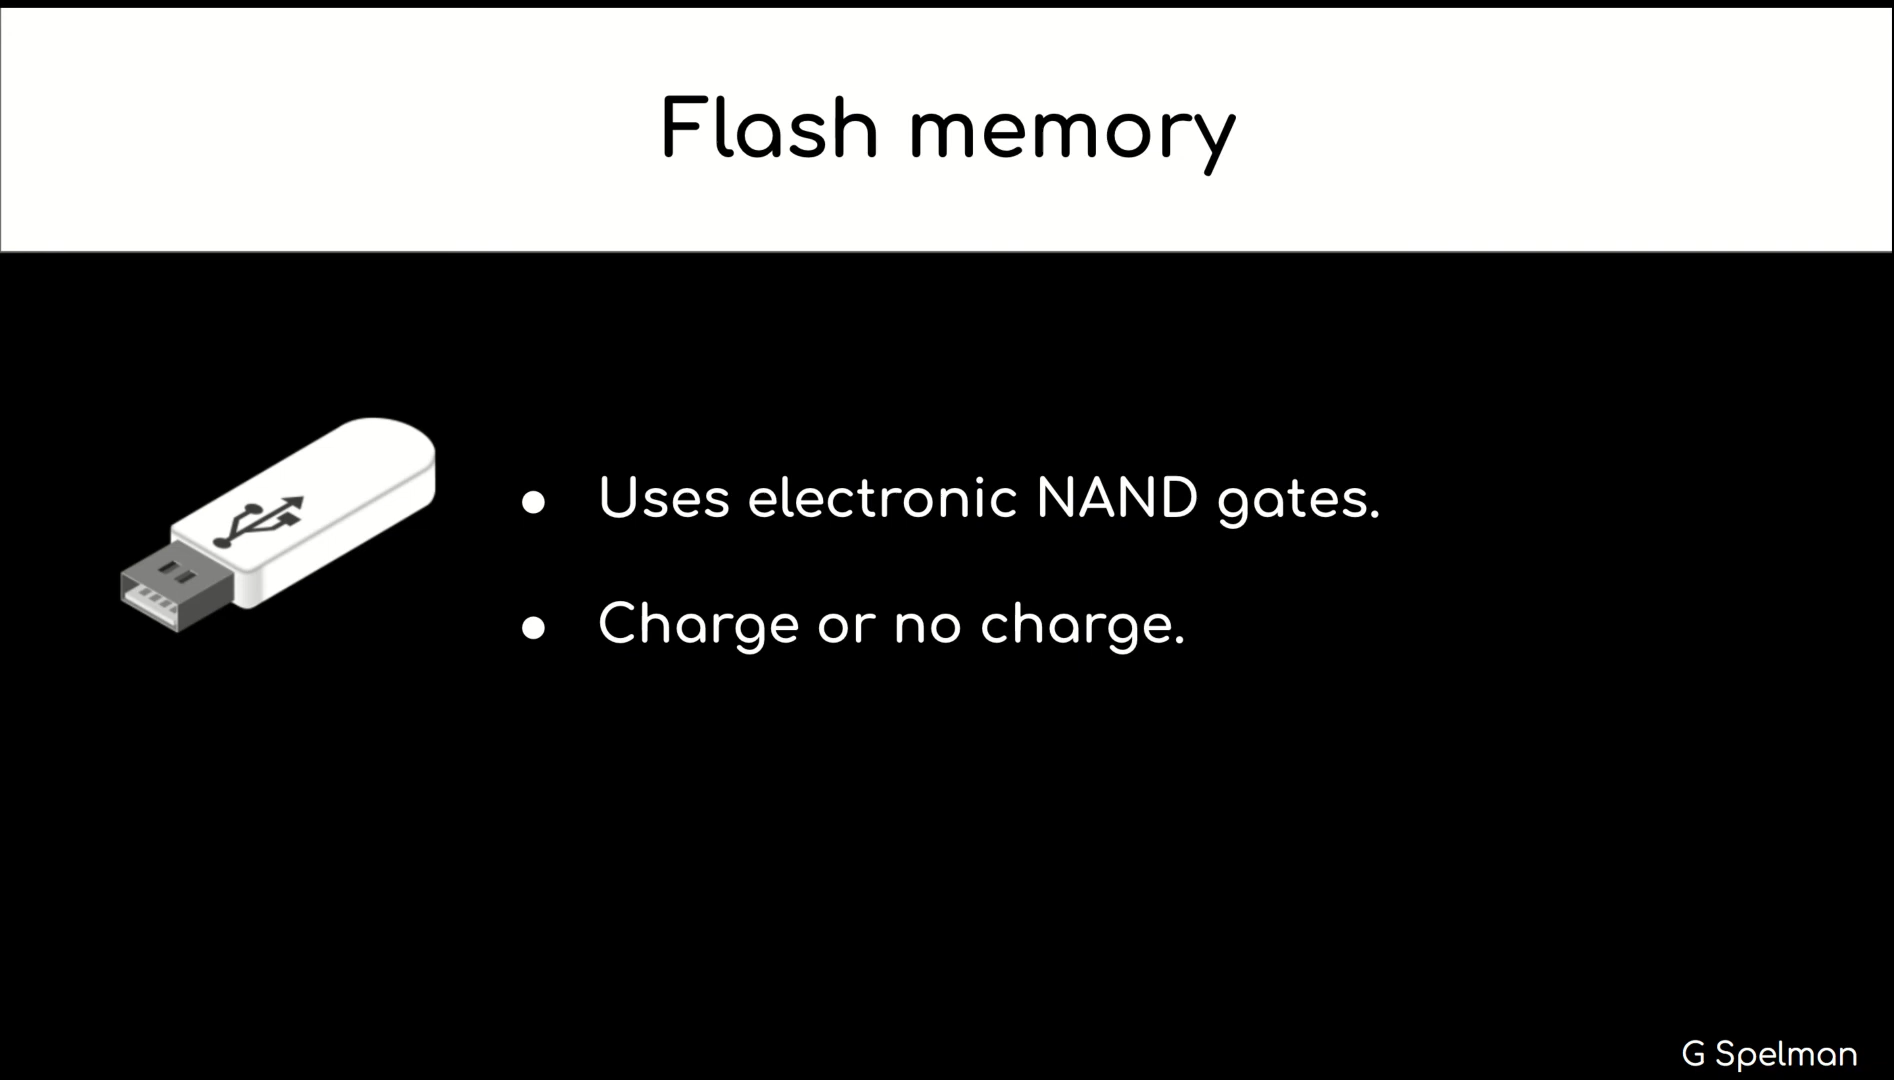 Flash memory
● Uses electronic NAND gates.
● Charge or no charge.
G Spelman